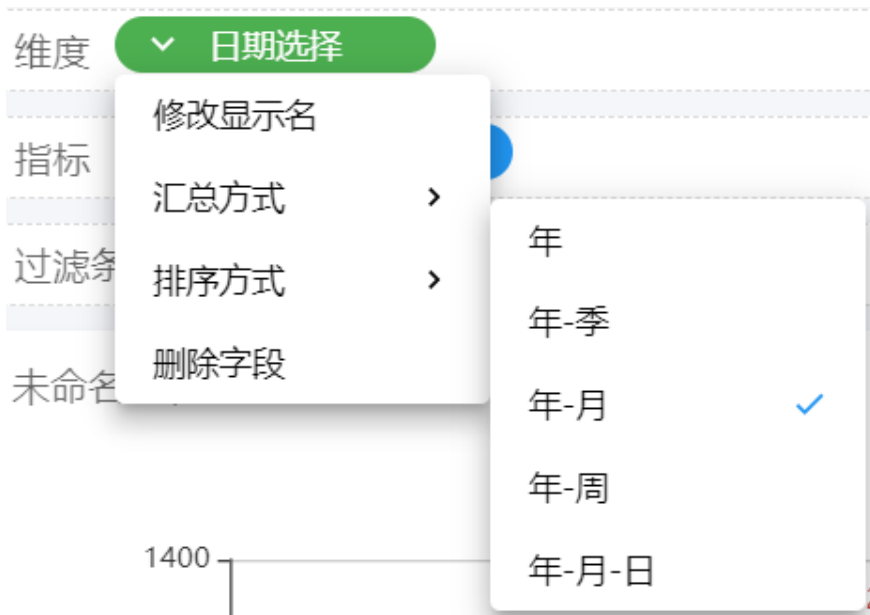 维度
日期选择
修改显示名
指标
汇总方式
年
过滤条
排序方式
年-季
删除字段
未命名
年-月
年-周
1400
年-月-日